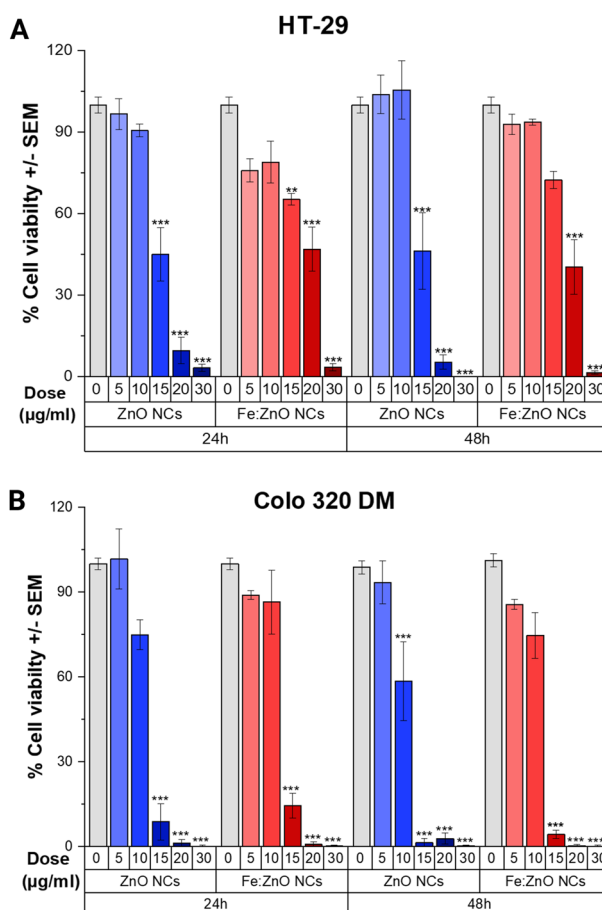 A
HT-29
120
90
60
30
0
% Cell viabilty +/- SEM
*** *** *** ** *** *** *** *** *** ***
Dose 0 5 10 15 20 30 0 5 10 15 20 30 0 5 10 15 20 30 0 5 10 15 20 30
(µg/ml) ZnO NCs Fe:ZnO NCs ZnO NCs Fe:ZnO NCs
24h 48h
B
Colo 320 DM
120
90
60
30
0
% Cell viabilty +/- SEM
*** *** *** *** *** *** *** *** *** *** *** *** ***
Dose 0 5 10 15 20 30 0 5 10 15 20 30 0 5 10 15 20 30 0 5 10 15 20 30
(µg/ml) ZnO NCs Fe:ZnO NCs ZnO NCs Fe:ZnO NCs
24h 48h